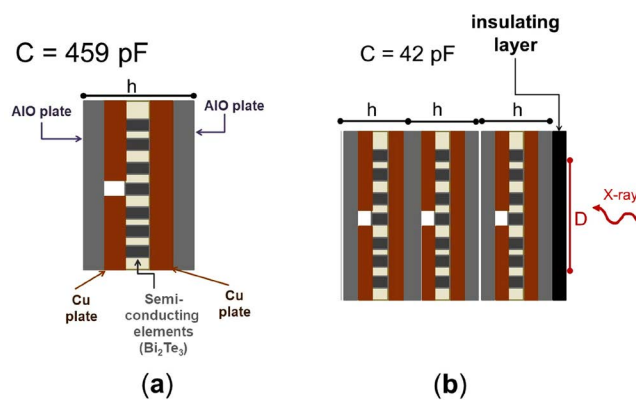 C = 459 pF
h
AlO plate
AlO plate
Cu
plate
Semi-
conducting
elements
(Bi₂Te₃)
Cu
plate
(a)
insulating
layer
C = 42 pF
h
h
h
X-ray
D
(b)